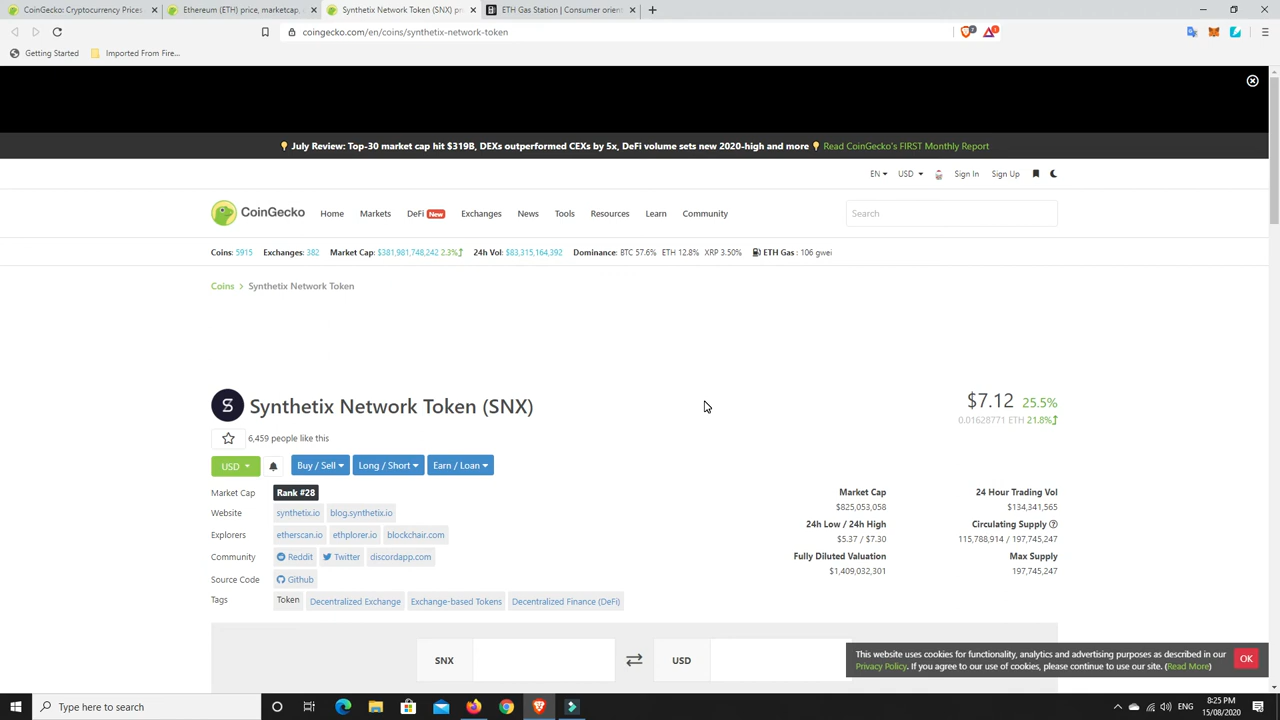 CoinGecko: Cryptocurrency Prices
Ethereum (ETH) price, marketcap,
Synthetix Network Token (SNX) pr
ETH Gas Station | Consumer orien
coingecko.com/en/coins/synthetix-network-token
Getting Started
Imported From Fire...
July Review: Top-30 market cap hit $319B, DEXs outperformed CEXs by 5x, DeFi volume sets new 2020-high and more Read CoinGecko's FIRST Monthly Report
EN USD Sign In Sign Up
CoinGecko Home Markets DeFi New Exchanges News Tools Resources Learn Community Search
Coins: 5915 Exchanges: 382 Market Cap: $381,981,748,242 2.3% 24h Vol: $83,315,164,392 Dominance: BTC 57.6% ETH 12.8% XRP 3.50% ETH Gas : 106 gwei
Coins > Synthetix Network Token
S Synthetix Network Token (SNX)
$7.12 25.5%
0.01628771 ETH 21.8%
6,459 people like this
USD Buy / Sell Long / Short Earn / Loan
Market Cap Rank #28
Website synthetix.io blog.synthetix.io
Explorers etherscan.io ethplorer.io blockchair.com
Community Reddit Twitter discordapp.com
Source Code Github
Tags Token Decentralized Exchange Exchange-based Tokens Decentralized Finance (DeFi)
Market Cap 24 Hour Trading Vol
$825,053,058 $134,341,565
24h Low / 24h High Circulating Supply
$5.37 / $7.30 115,788,914 / 197,745,247
Fully Diluted Valuation Max Supply
$1,409,032,301 197,745,247
SNX USD
This website uses cookies for functionality, analytics and advertising purposes as described in our
Privacy Policy. If you agree to our use of cookies, please continue to use our site. (Read More)
OK
Type here to search
ENG
8:25 PM
15/08/2020